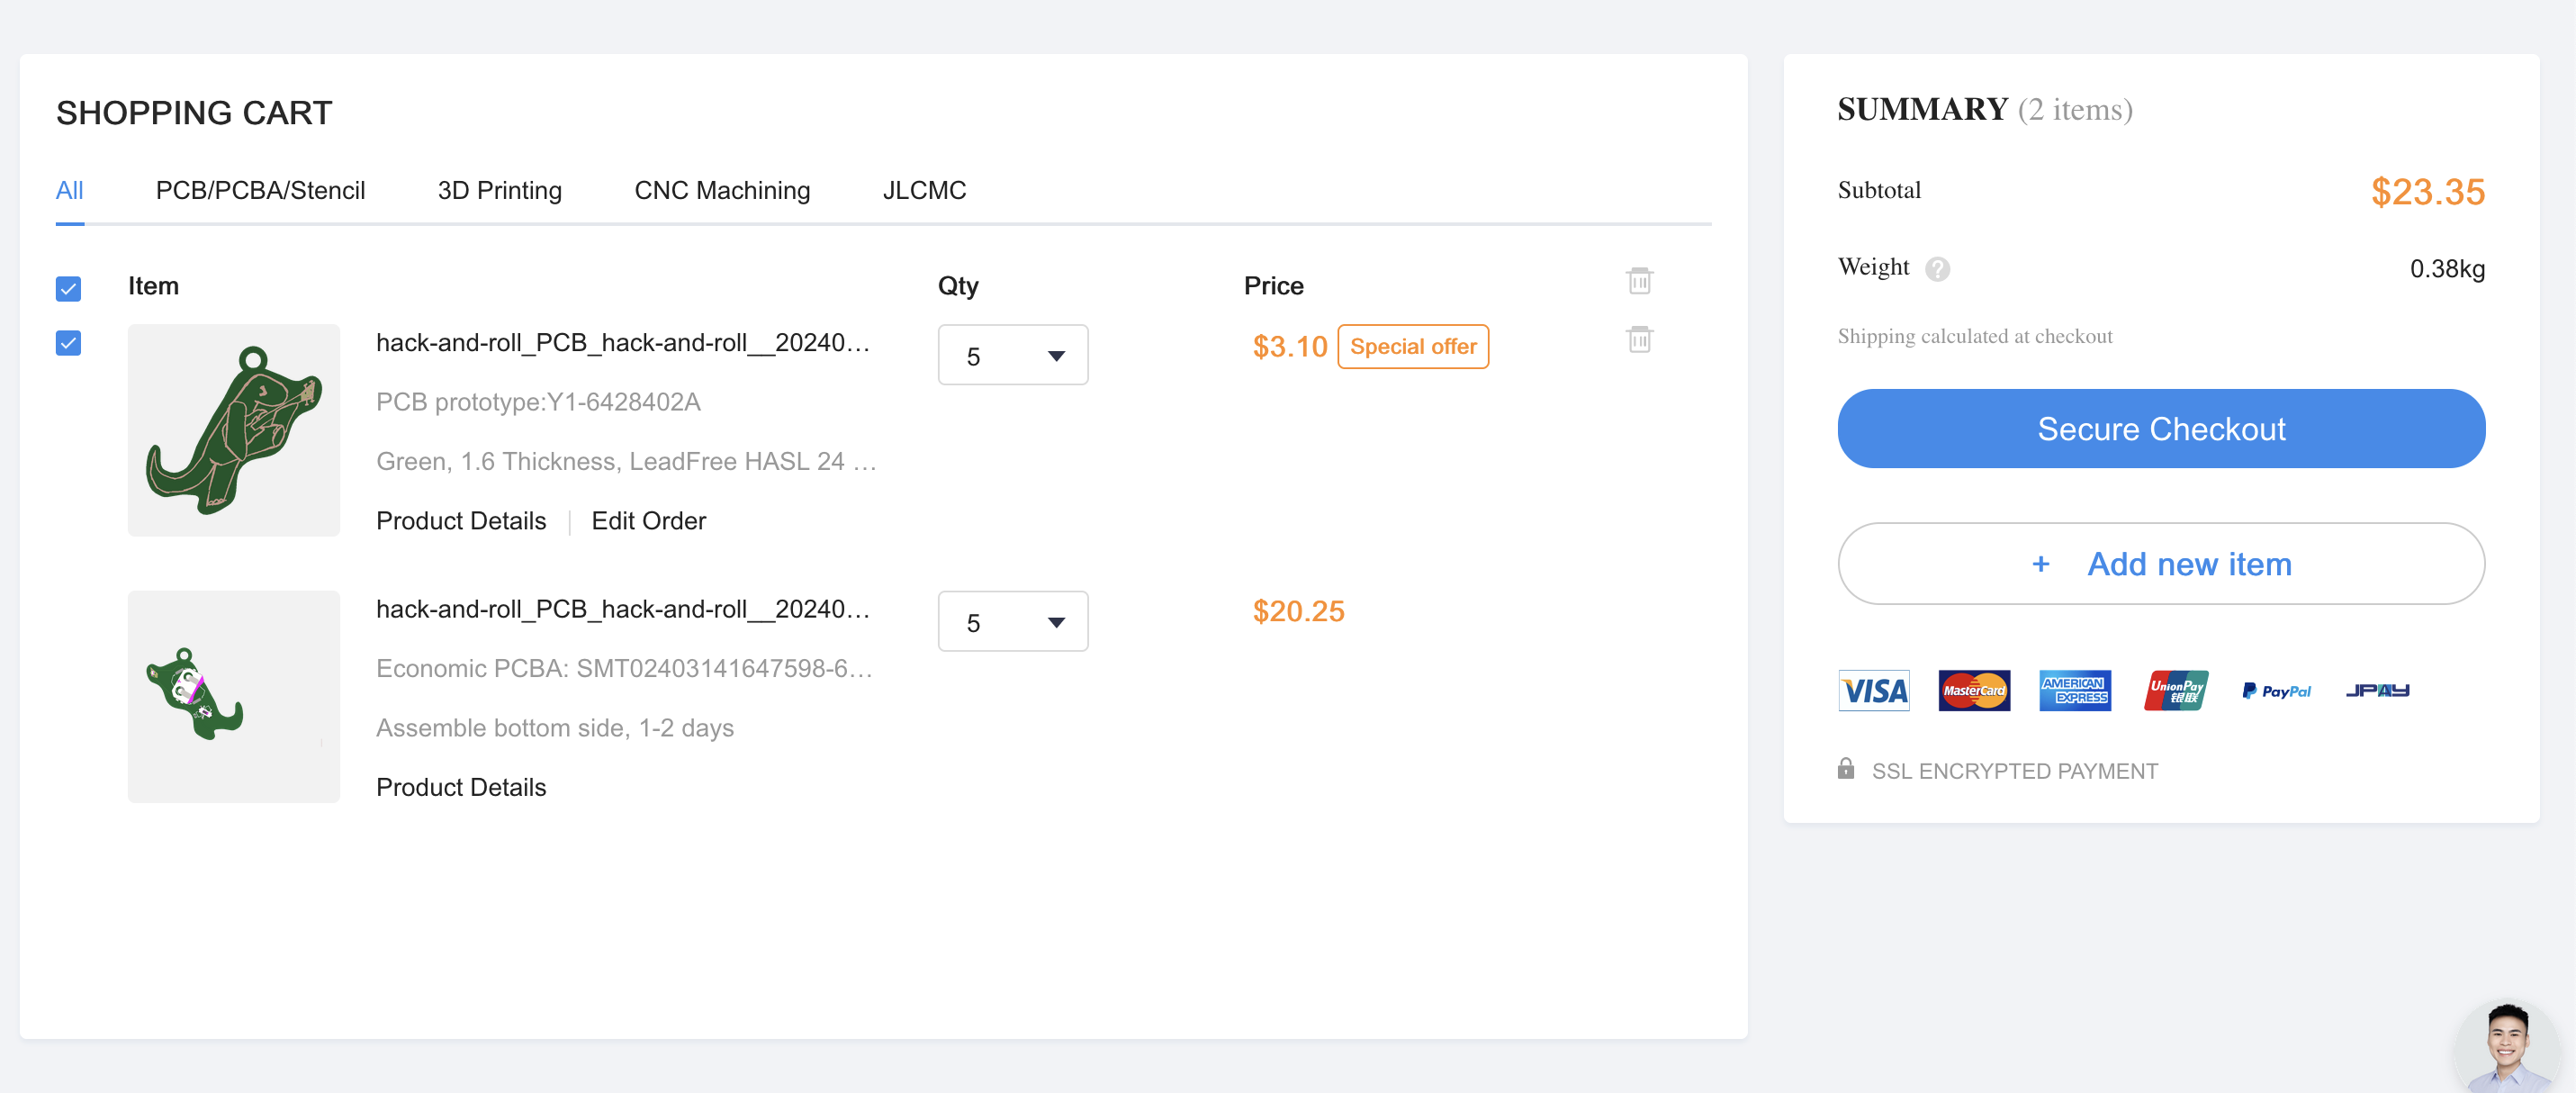 SHOPPING CART
All PCB/PCBA/Stencil 3D Printing CNC Machining JLCMC
Item Qty Price
hack-and-roll_PCB_hack-and-roll__20240… 5 $3.10 Special offer
PCB prototype:Y1-6428402A
Green, 1.6 Thickness, LeadFree HASL 24 …
Product Details | Edit Order
hack-and-roll_PCB_hack-and-roll__20240… 5 $20.25
Economic PCBA: SMT02403141647598-6…
Assemble bottom side, 1-2 days
Product Details
SUMMARY (2 items)
Subtotal $23.35
Weight ? 0.38kg
Shipping calculated at checkout
Secure Checkout
+ Add new item
VISA MasterCard AMERICAN EXPRESS UnionPay 银联 PayPal JPAY
SSL ENCRYPTED PAYMENT